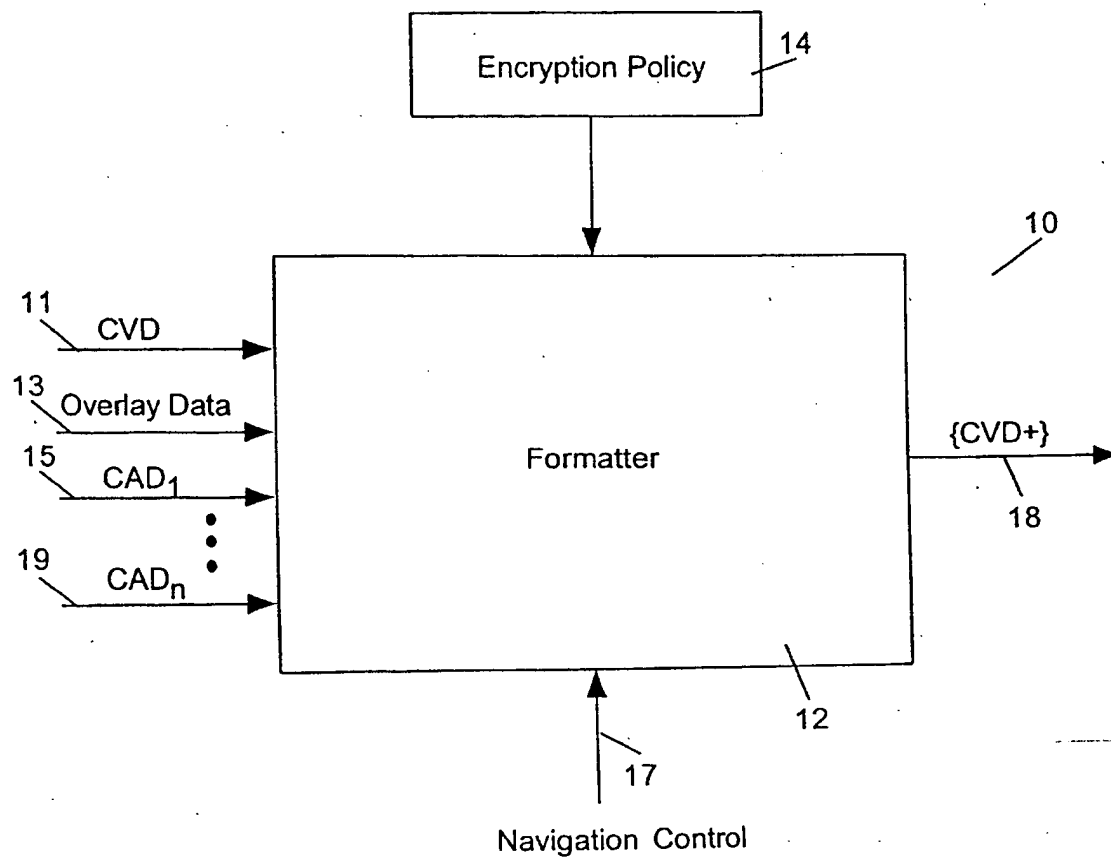 Encryption Policy
14
10
11
CVD
13
Overlay Data
15
CAD1
19
CADn
Formatter
{CVD+}
18
12
17
Navigation Control